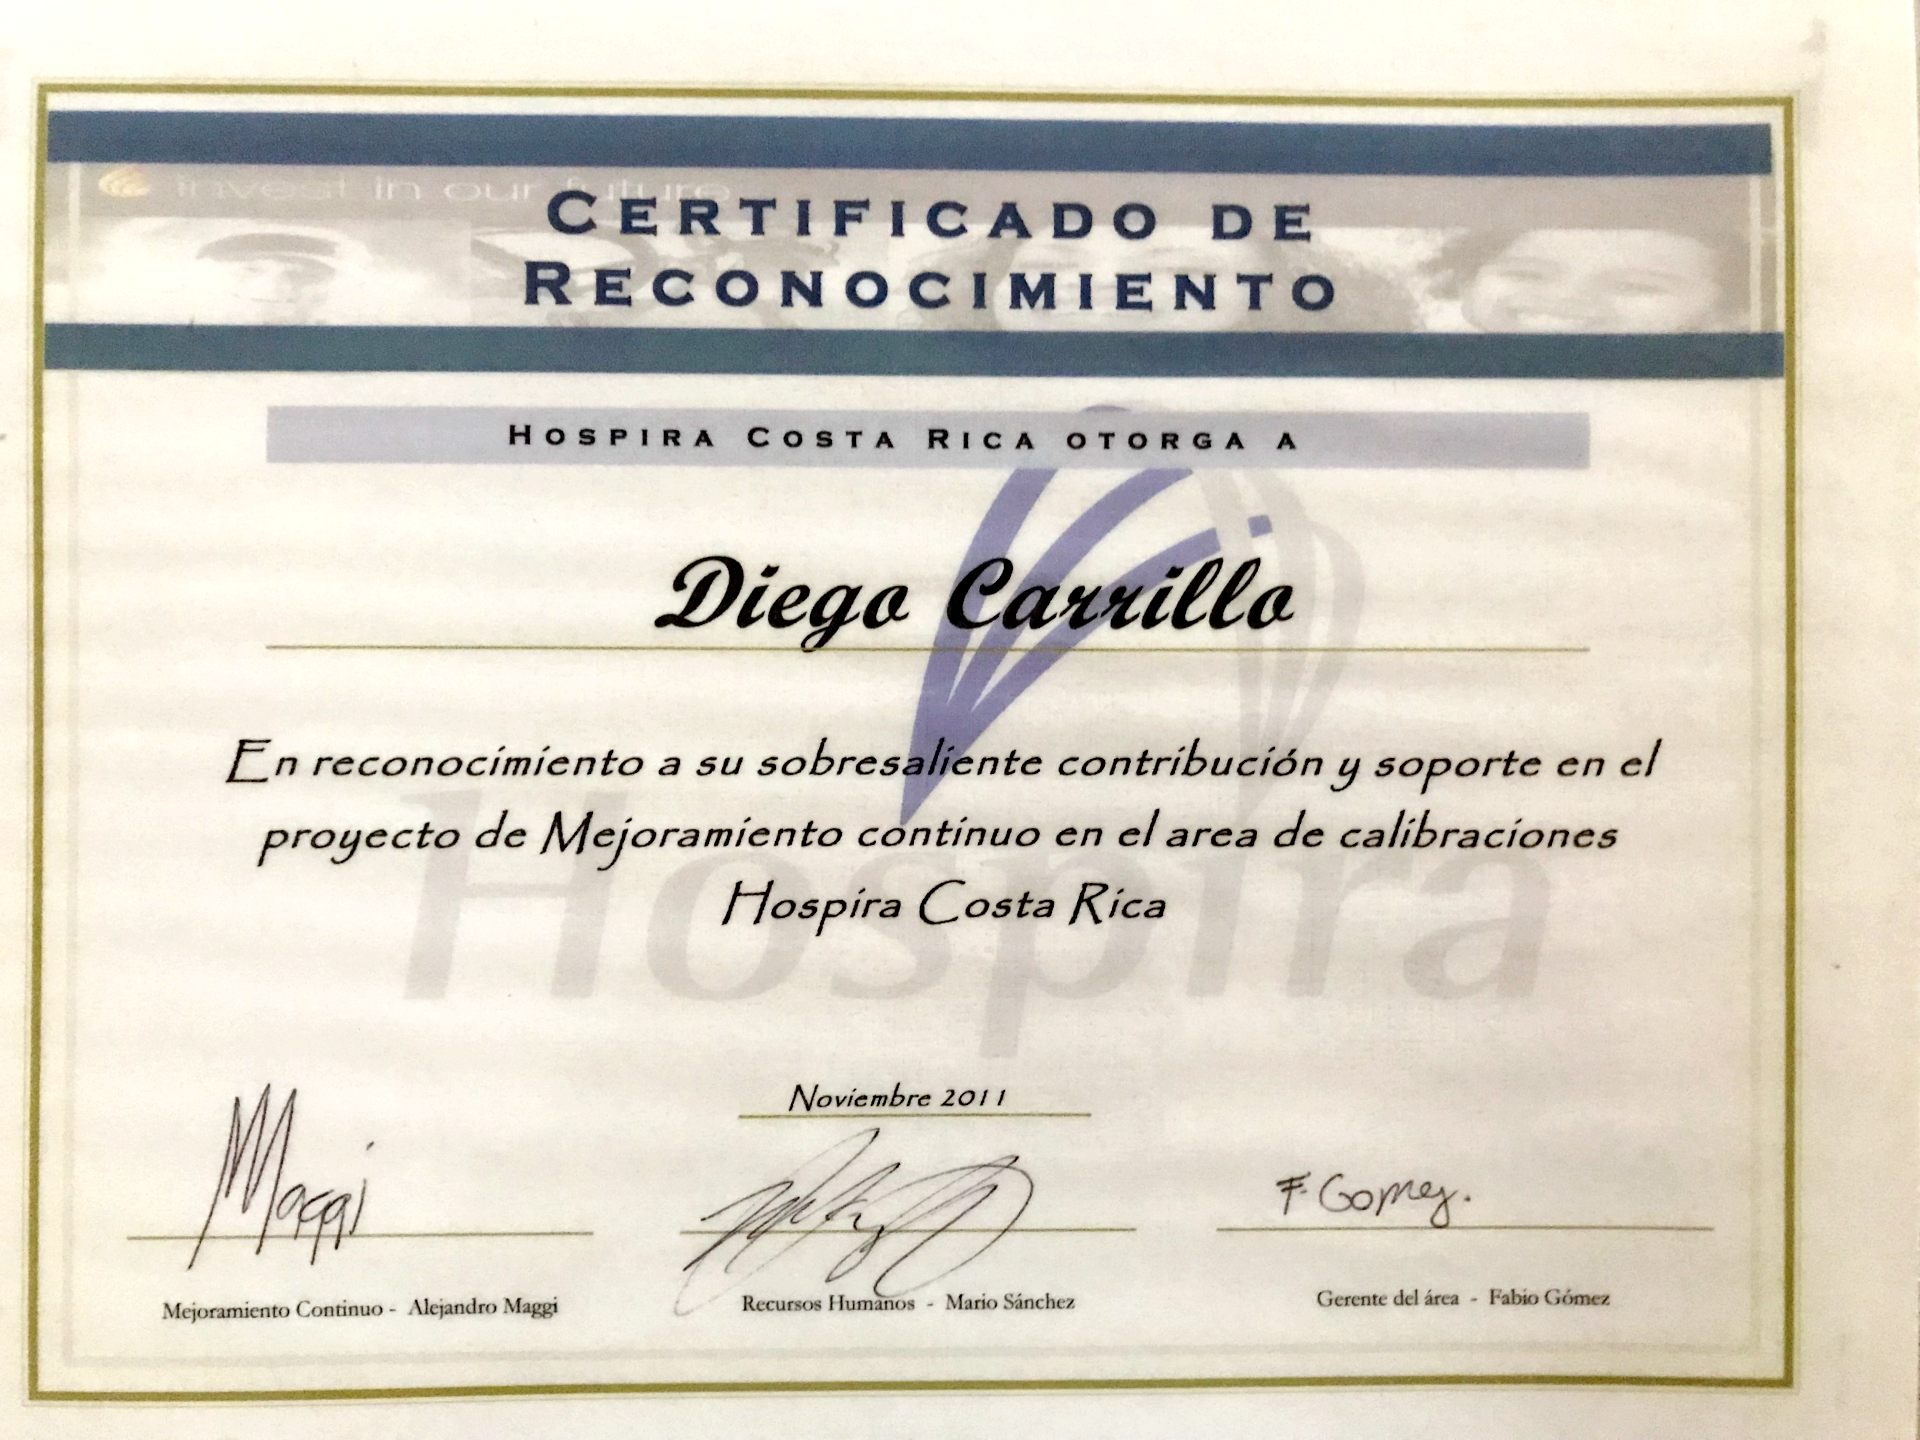 invest in our future
CERTIFICADO DE
RECONOCIMIENTO
HOSPIRA COSTA RICA OTORGA A
Diego Carrillo
En reconocimiento a su sobresaliente contribución y soporte en el
proyecto de Mejoramiento continuo en el area de calibraciones
Hospira Costa Rica
Hospira
Noviembre 2011
Maggi
F. Gomez.
Mejoramiento Continuo - Alejandro Maggi
Recursos Humanos - Mario Sánchez
Gerente del área - Fabio Gómez